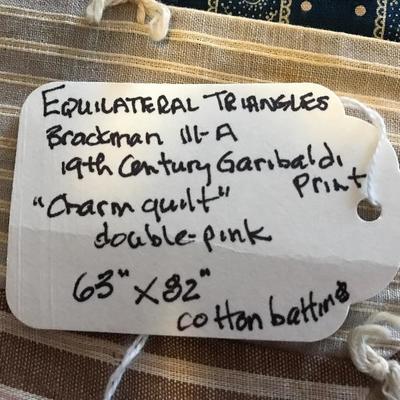 EQUILATERAL TRIANGLES
Brackman 111-A
19th Century Garibaldi
print
"Charm quilt"
double-pink
63" x 82"
cotton batting